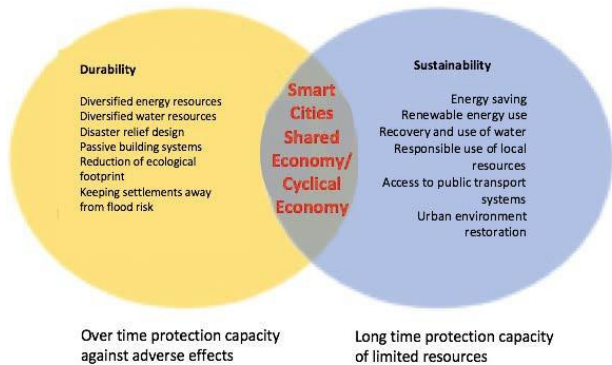 Durability
Diversified energy resources
Diversified water resources
Disaster relief design
Passive building systems
Reduction of ecological
footprint
Keeping settlements away
from flood risk
Smart
Cities
Shared
Economy/
Cyclical
Economy
Sustainability
Energy saving
Renewable energy use
Recovery and use of water
Responsible use of local
resources
Access to public transport
systems
Urban environment
restoration
Over time protection capacity
against adverse effects
Long time protection capacity
of limited resources